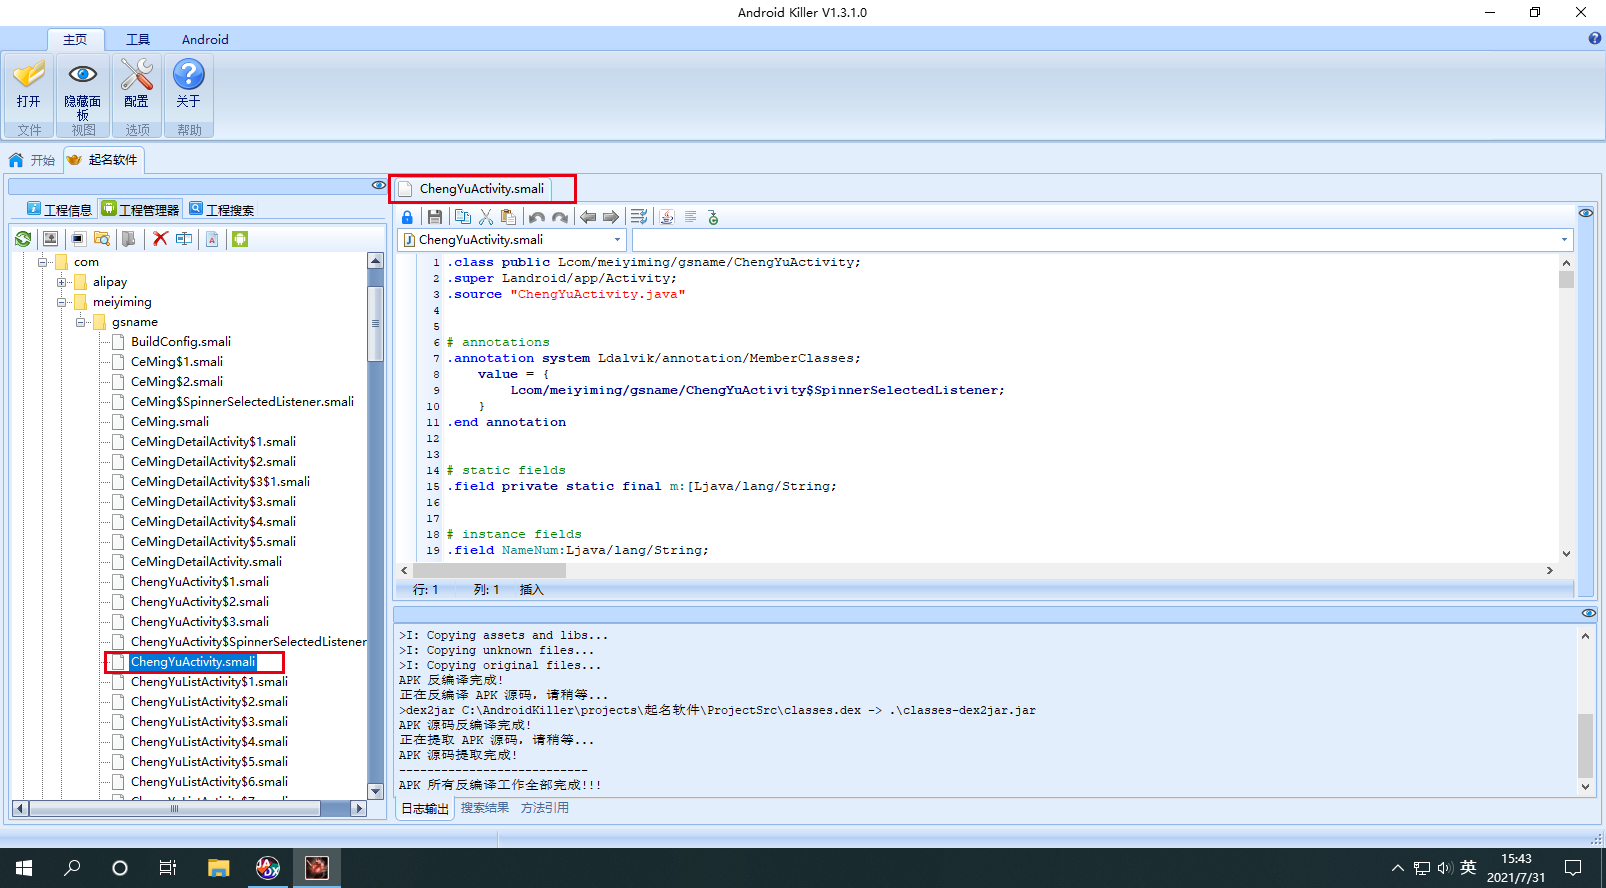 Android Killer V1.3.1.0
主页 工具 Android
打开 隐藏面板 配置 关于
文件 视图 选项 帮助
开始 起名软件
工程信息 工程管理器 工程搜索
com
alipay
meiyiming
gsname
BuildConfig.smali
CeMing$1.smali
CeMing$2.smali
CeMing$SpinnerSelectedListener.smali
CeMing.smali
CeMingDetailActivity$1.smali
CeMingDetailActivity$2.smali
CeMingDetailActivity$3$1.smali
CeMingDetailActivity$3.smali
CeMingDetailActivity$4.smali
CeMingDetailActivity$5.smali
CeMingDetailActivity.smali
ChengYuActivity$1.smali
ChengYuActivity$2.smali
ChengYuActivity$3.smali
ChengYuActivity$SpinnerSelectedListener
ChengYuActivity.smali
ChengYuListActivity$1.smali
ChengYuListActivity$2.smali
ChengYuListActivity$3.smali
ChengYuListActivity$4.smali
ChengYuListActivity$5.smali
ChengYuListActivity$6.smali
ChengYuActivity.smali
ChengYuActivity.smali
1 .class public Lcom/meiyiming/gsname/ChengYuActivity;
2 .super Landroid/app/Activity;
3 .source "ChengYuActivity.java"
4
5
6 # annotations
7 .annotation system Ldalvik/annotation/MemberClasses;
8 value = {
9 Lcom/meiyiming/gsname/ChengYuActivity$SpinnerSelectedListener;
10 }
11 .end annotation
12
13
14 # static fields
15 .field private static final m:[Ljava/lang/String;
16
17
18 # instance fields
19 .field NameNum:Ljava/lang/String;
行: 1 列: 1 插入
>I: Copying assets and libs...
>I: Copying unknown files...
>I: Copying original files...
APK 反编译完成!
正在反编译 APK 源码，请稍等...
>dex2jar C:\AndroidKiller\projects\起名软件\ProjectSrc\classes.dex -> .\classes-dex2jar.jar
APK 源码反编译完成!
正在提取 APK 源码，请稍等...
APK 源码提取完成!
---------------------------
APK 所有反编译工作全部完成!!!
日志输出 搜索结果 方法引用
英 15:43
2021/7/31